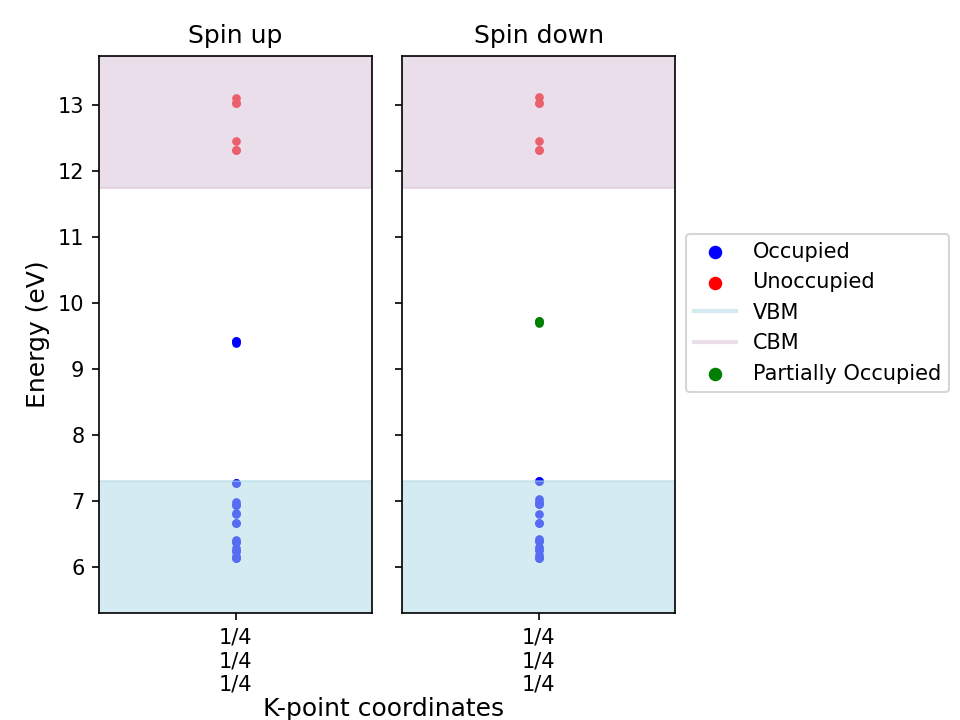 Spin up
Spin down
Energy (eV)
13
12
11
10
9
8
7
6
1/4
1/4
1/4
1/4
1/4
1/4
K-point coordinates
Occupied
Unoccupied
VBM
CBM
Partially Occupied